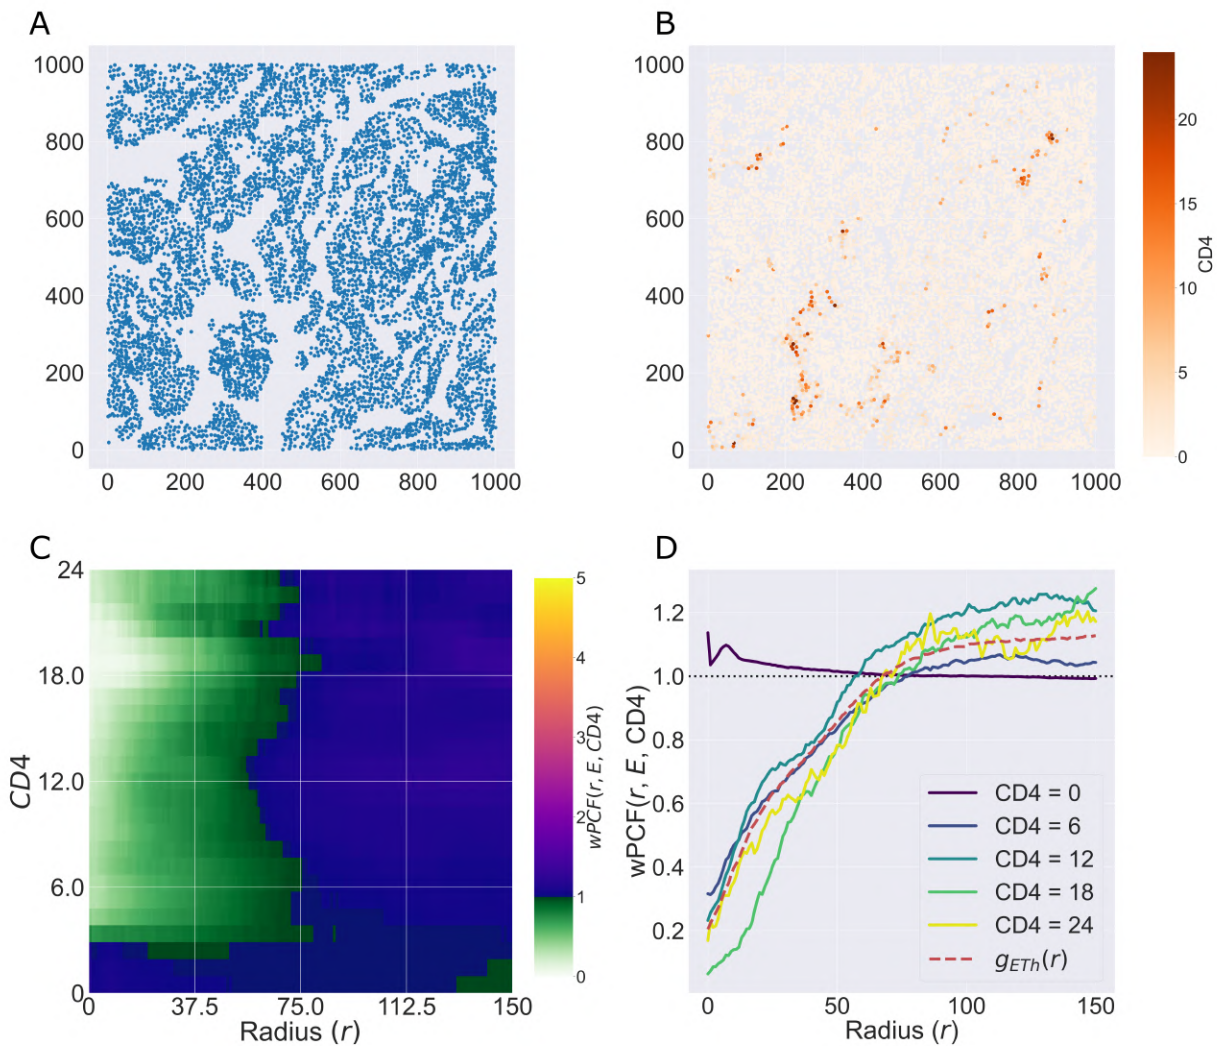 A
1000
800
600
400
200
0
0 200 400 600 800 1000
B
1000
800
600
400
200
0
0 200 400 600 800 1000
20
15
10
5
0
CD4
C
24
18.0
12.0
6.0
0
CD4
0 37.5 75.0 112.5 150
Radius (r)
5
4
3
2
1
0
wPCF(r, E, CD4)
D
1.2
1.0
0.8
0.6
0.4
0.2
wPCF(r, E, CD4)
0 50 100 150
Radius (r)
CD4 = 0
CD4 = 6
CD4 = 12
CD4 = 18
CD4 = 24
gETh(r)